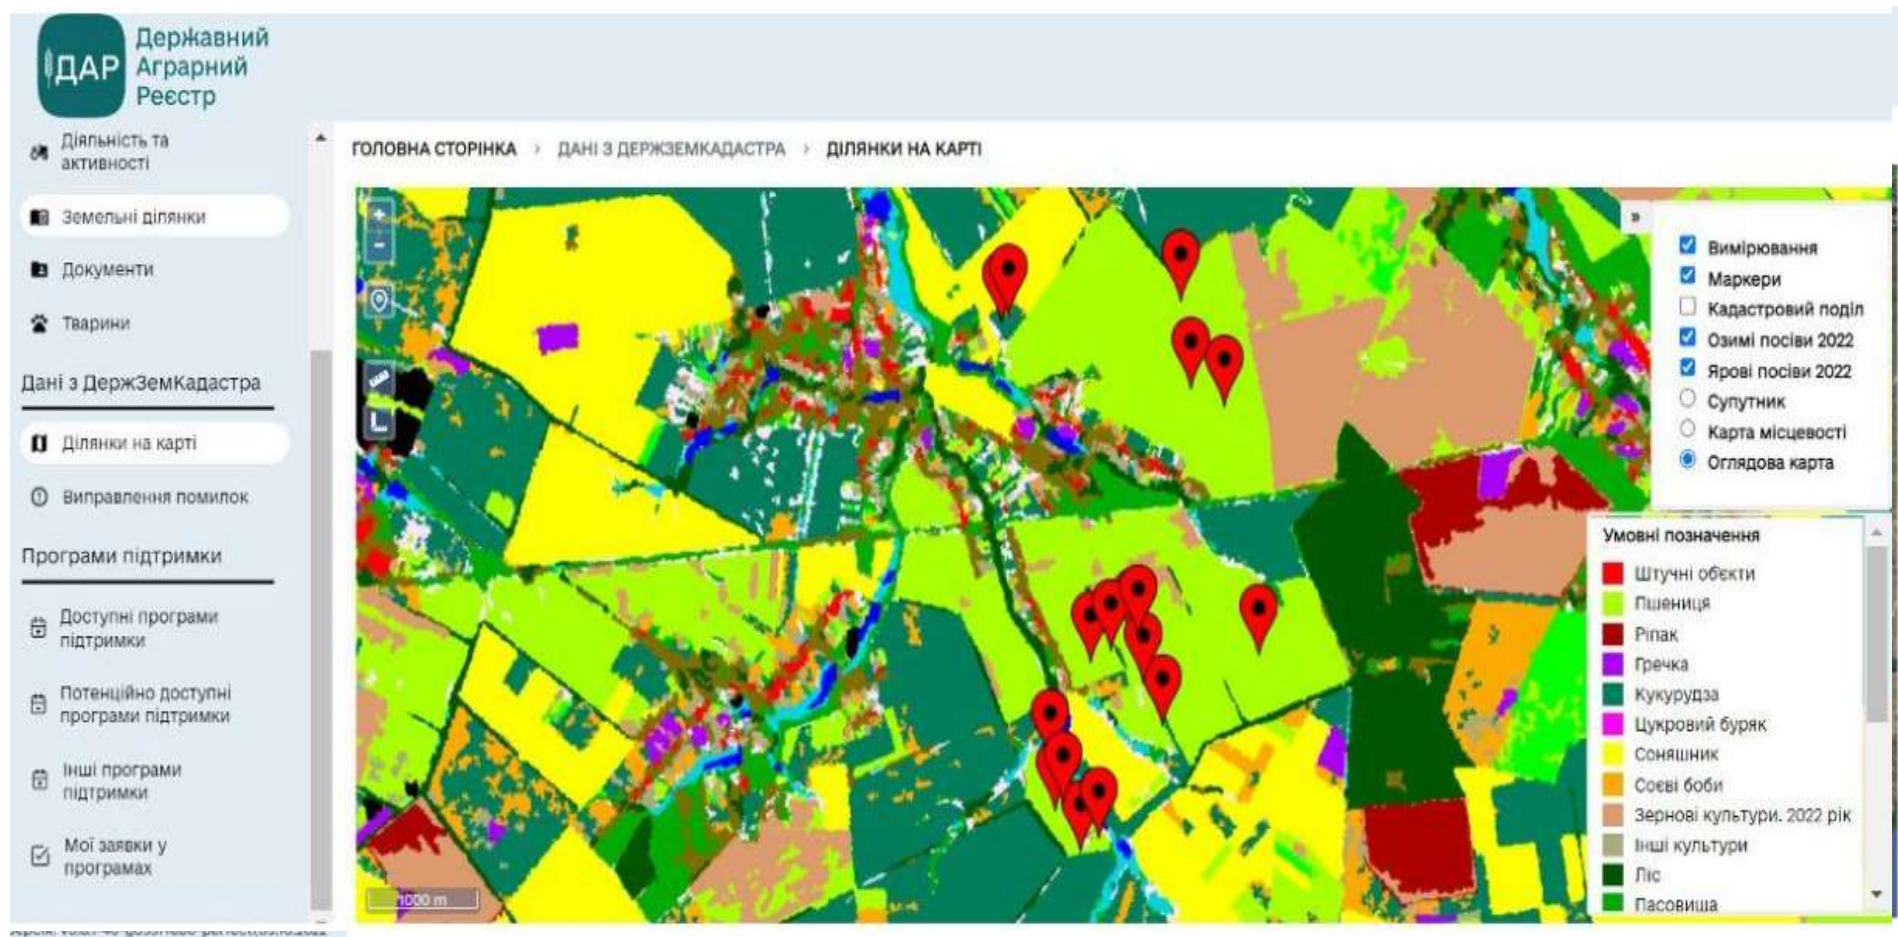 ДАР
Державний
Аграрний
Реєстр
Діяльність та
активності
Земельні ділянки
Документи
Тварини
Дані з ДержЗемКадастра
Ділянки на карті
Виправлення помилок
Програми підтримки
Доступні програми
підтримки
Потенційно доступні
програми підтримки
Інші програми
підтримки
Мої заявки у
програмах
ГОЛОВНА СТОРІНКА > ДАНІ З ДЕРЖЗЕМКАДАСТРА > ДІЛЯНКИ НА КАРТІ
+
-
1000 m
»
Вимірювання
Маркери
Кадастровий поділ
Озимі посіви 2022
Ярові посіви 2022
Супутник
Карта місцевості
Оглядова карта
Умовні позначення
Штучні об'єкти
Пшениця
Ріпак
Гречка
Кукурудза
Цукровий буряк
Соняшник
Соєві боби
Зернові культури. 2022 рік
Інші культури
Ліс
Пасовища